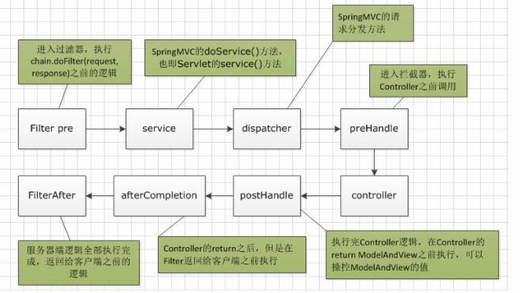 SpringMVC的请
求分发方法
进入过滤器，执行
chain.doFilter(request,
response)之前的逻辑
SpringMVC的doService()方法，
也即Servlet的service()方法
进入拦截器，执行
Controller之前调用
Filter pre
service
dispatcher
preHandle
FilterAfter
afterCompletion
postHandle
controller
服务器端逻辑全部执行完
成，返回给客户端之前的
逻辑
Controller的return之后，但是在
Filter返回给客户端之前执行
执行完Controller逻辑，在Controller的
return ModelAndView之前执行，可以
操控ModelAndView的值